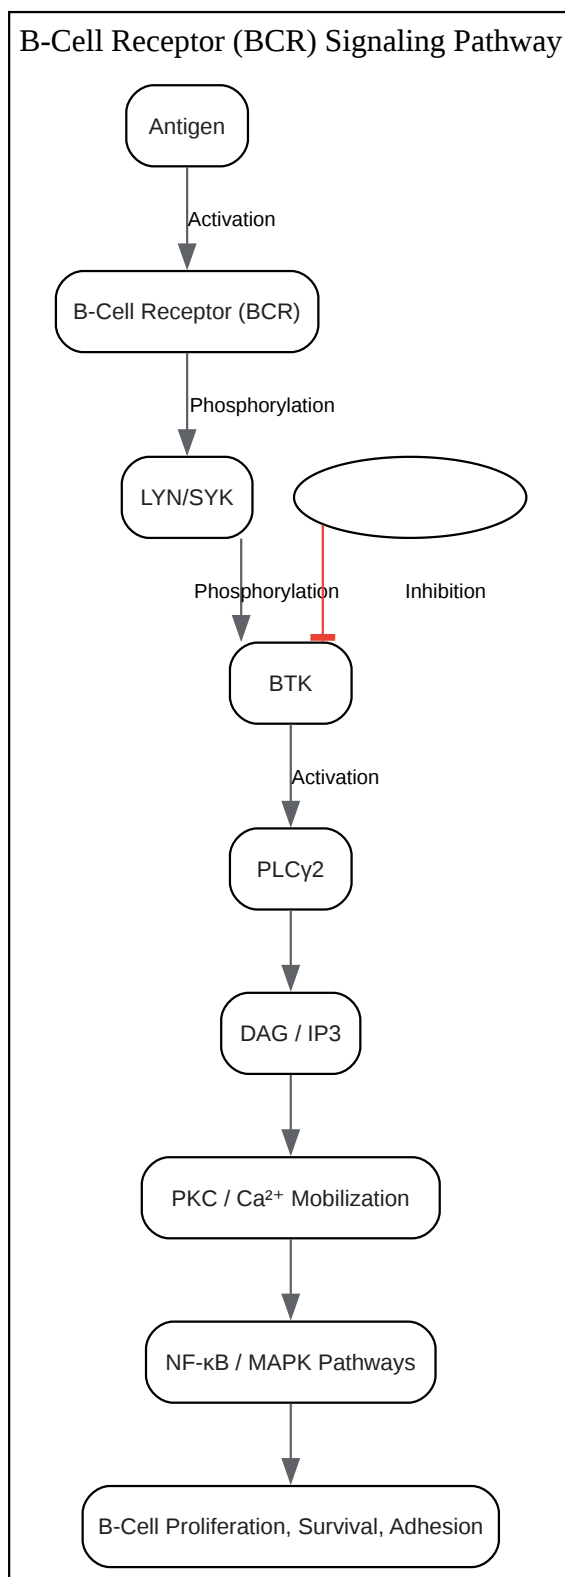 B-Cell Receptor (BCR) Signaling Pathway
Antigen
Activation
B-Cell Receptor (BCR)
Phosphorylation
LYN/SYK
Phosphorylation
Inhibition
BTK
Activation
PLCγ2
DAG / IP3
PKC / Ca²⁺ Mobilization
NF-κB / MAPK Pathways
B-Cell Proliferation, Survival, Adhesion